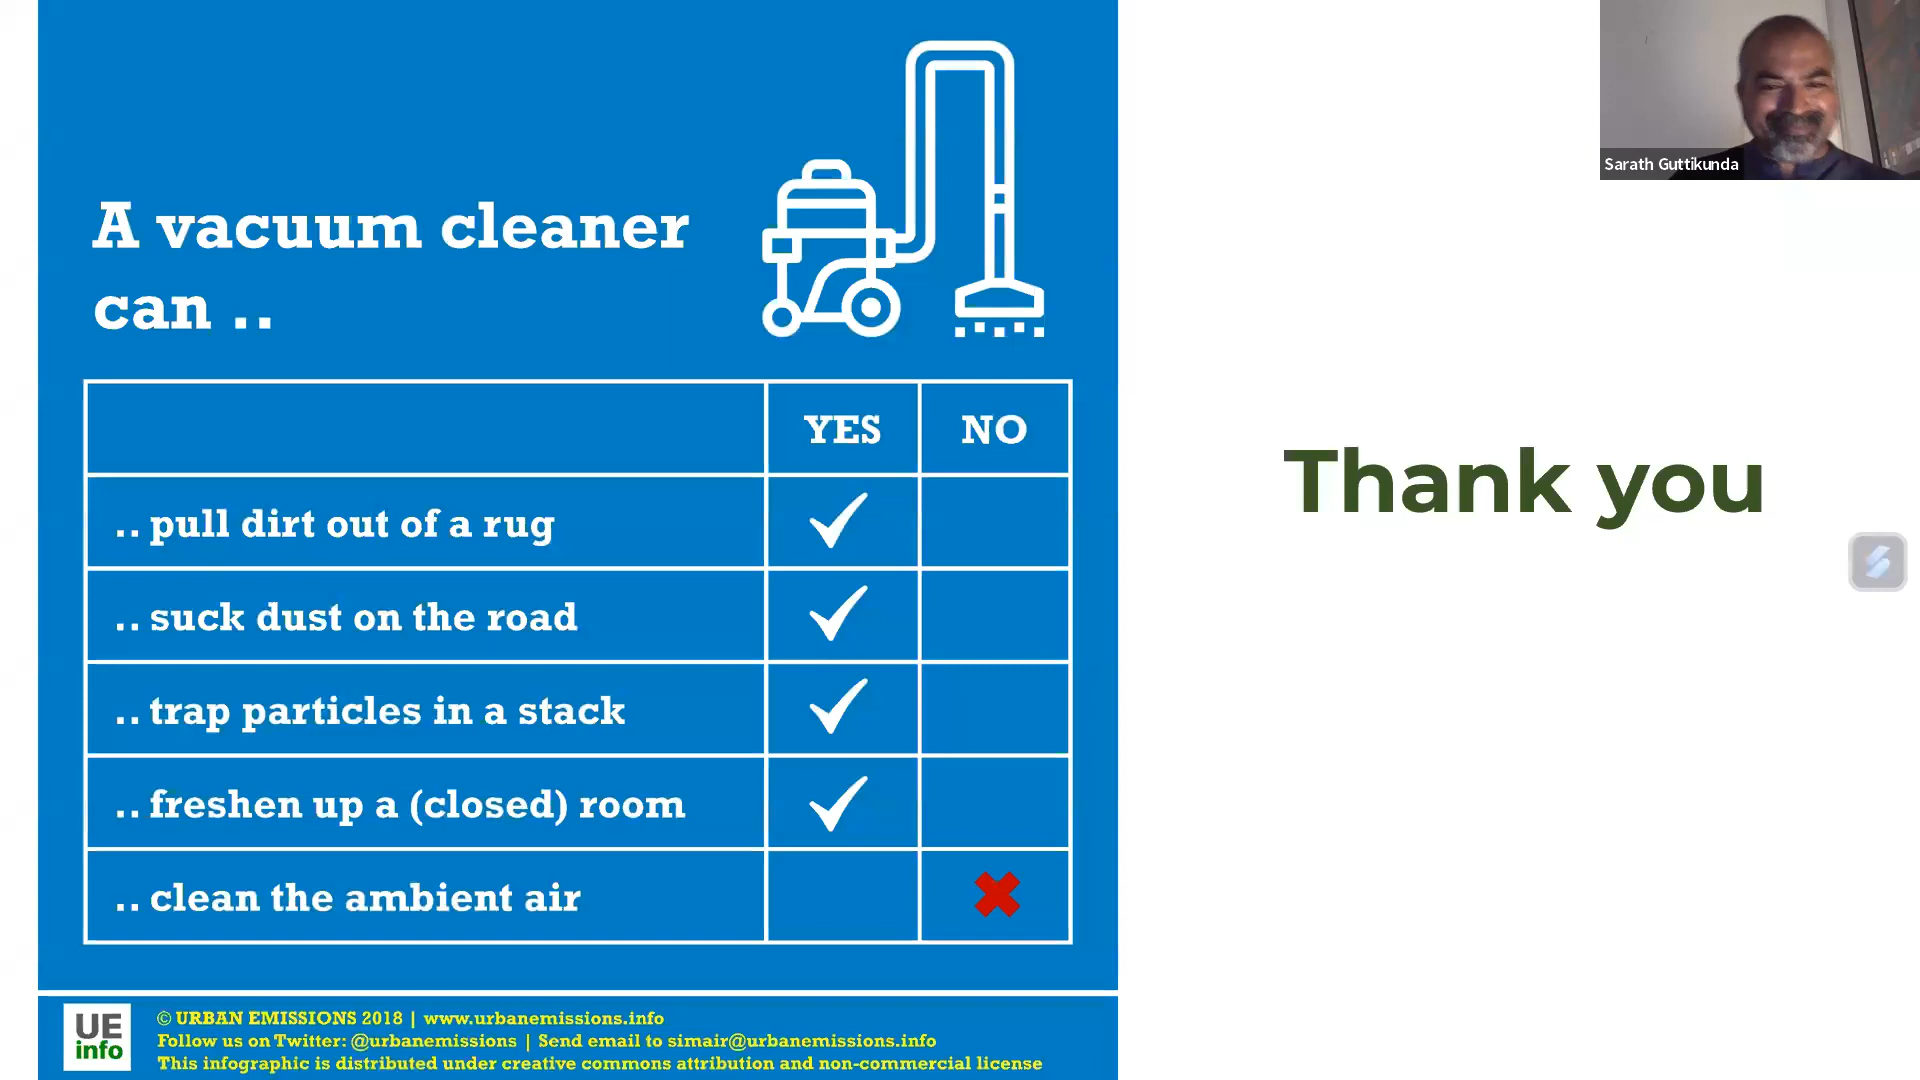 A vacuum cleaner
can ..
YES NO
.. pull dirt out of a rug
.. suck dust on the road
.. trap particles in a stack
.. freshen up a (closed) room
.. clean the ambient air
UE
info
© URBAN EMISSIONS 2018 | www.urbanemissions.info
Follow us on Twitter: @urbanemissions | Send email to simair@urbanemissions.info
This infographic is distributed under creative commons attribution and non-commercial license
Thank you
Sarath Guttikunda